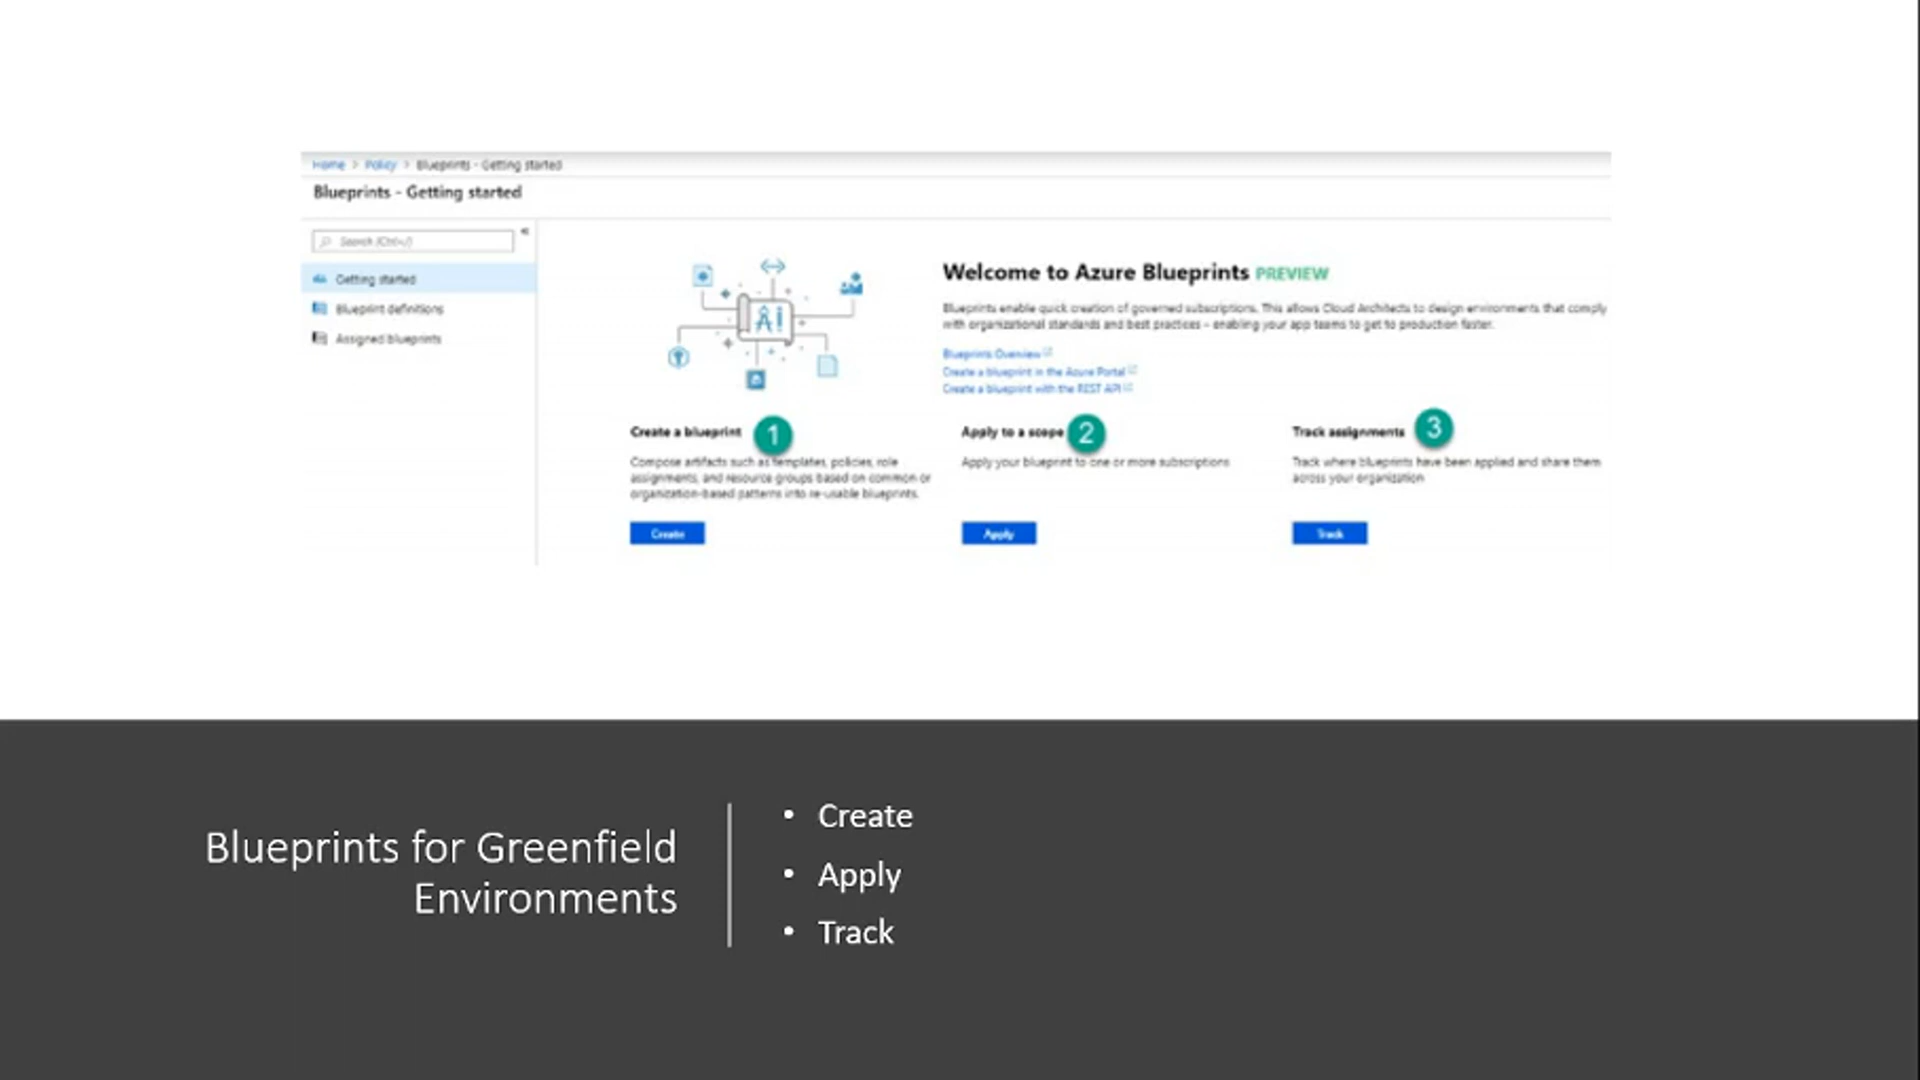 Home > Policy > Blueprints - Getting started
Blueprints - Getting started
Search (Ctrl+/)
Getting started
Blueprint definitions
Assigned blueprints
Welcome to Azure Blueprints PREVIEW
Blueprints enable quick creation of governed subscriptions. This allows Cloud Architects to design environments that comply
with organizational standards and best practices – enabling your app teams to get to production faster.
Blueprints Overview
Create a blueprint in the Azure Portal
Create a blueprint with the REST API
Create a blueprint 1
Compose artifacts such as templates, policies, role
assignments, and resource groups based on common or
organization-based patterns into re-usable blueprints.
Create
Apply to a scope 2
Apply your blueprint to one or more subscriptions
Apply
Track assignments 3
Track where blueprints have been applied and share them
across your organization
Track
Blueprints for Greenfield
Environments
• Create
• Apply
• Track